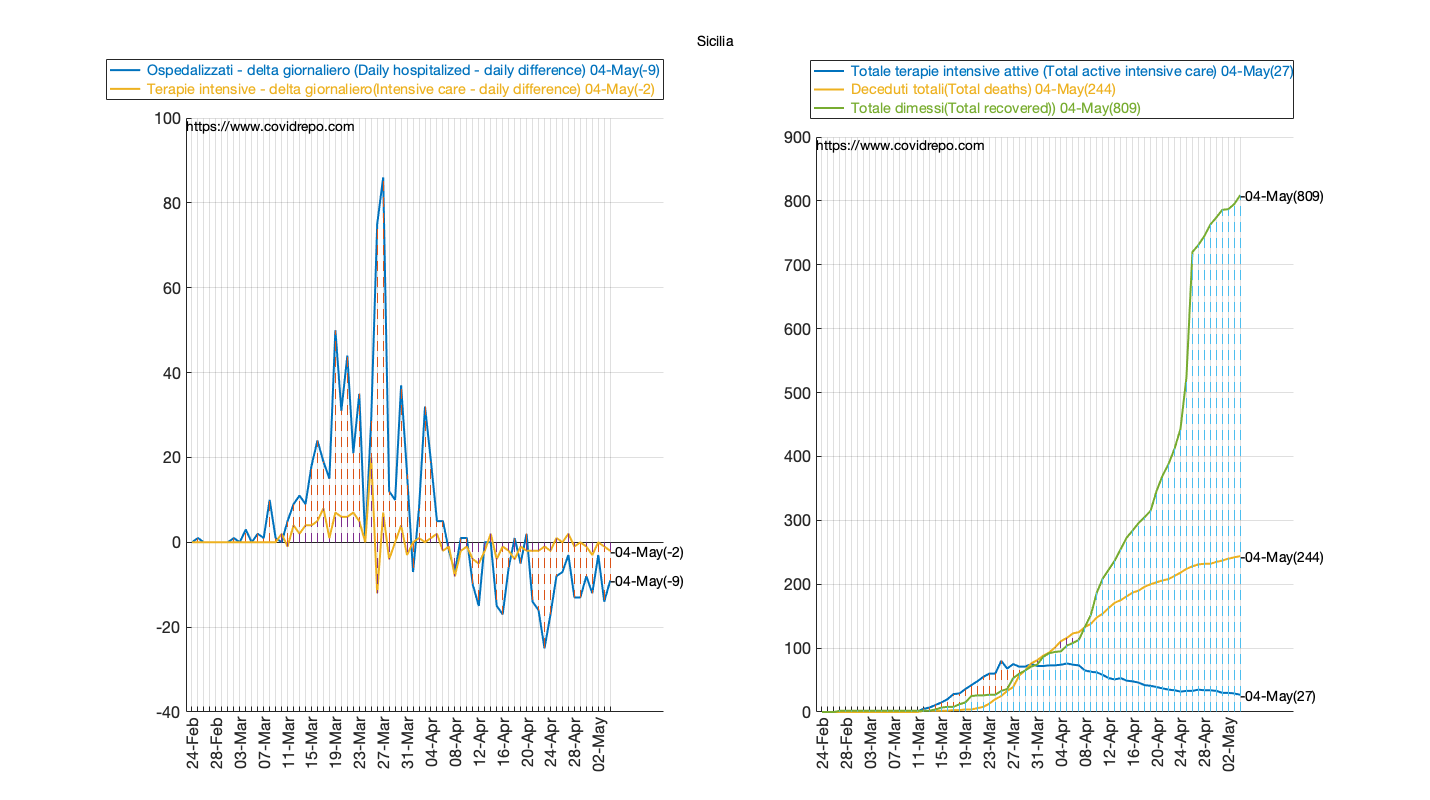 Sicilia
Ospedalizzati - delta giornaliero (Daily hospitalized - daily difference) 04-May(-9)
Terapie intensive - delta giornaliero(Intensive care - daily difference) 04-May(-2)
https://www.covidrepo.com
100
80
60
40
20
0
-20
-40
04-May(-2)
04-May(-9)
24-Feb
28-Feb
03-Mar
07-Mar
11-Mar
15-Mar
19-Mar
23-Mar
27-Mar
31-Mar
04-Apr
08-Apr
12-Apr
16-Apr
20-Apr
24-Apr
28-Apr
02-May
Totale terapie intensive attive (Total active intensive care) 04-May(27)
Deceduti totali(Total deaths) 04-May(244)
Totale dimessi(Total recovered)) 04-May(809)
https://www.covidrepo.com
900
800
700
600
500
400
300
200
100
0
04-May(809)
04-May(244)
04-May(27)
24-Feb
28-Feb
03-Mar
07-Mar
11-Mar
15-Mar
19-Mar
23-Mar
27-Mar
31-Mar
04-Apr
08-Apr
12-Apr
16-Apr
20-Apr
24-Apr
28-Apr
02-May